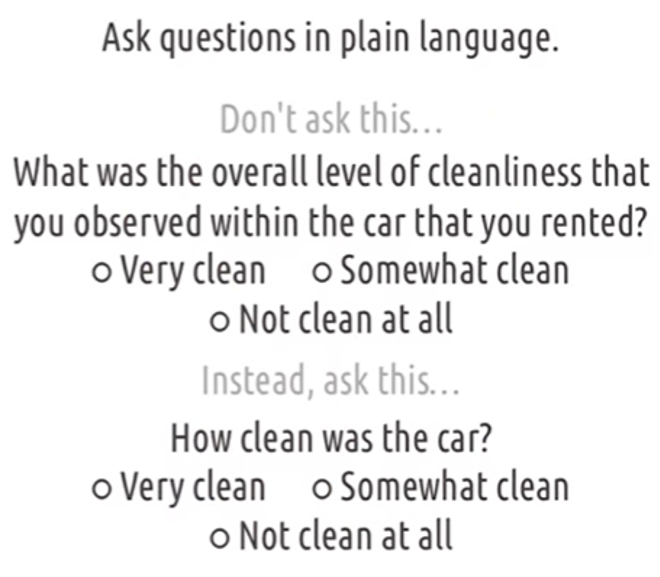 Ask questions in plain language.
Don't ask this...
What was the overall level of cleanliness that
you observed within the car that you rented?
○ Very clean ○ Somewhat clean
○ Not clean at all
Instead, ask this...
How clean was the car?
○ Very clean ○ Somewhat clean
○ Not clean at all